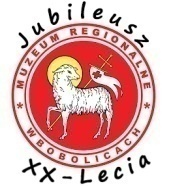 Jubileusz
MUZEUM REGIONALNE
W BOBOLICACH
XX-Lecia